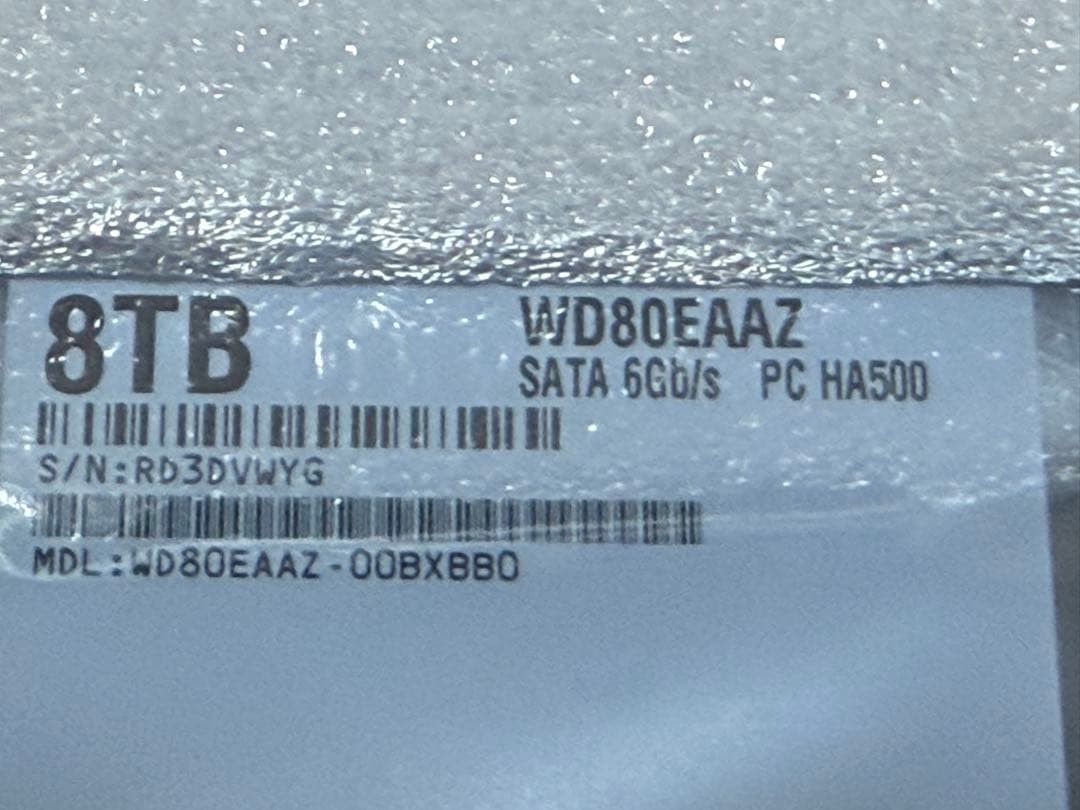 8TB
WD80EAAZ
SATA 6Gb/s PC HA500
S/N:RD3DVWYG
MDL:WD80EAAZ-00BXBB0